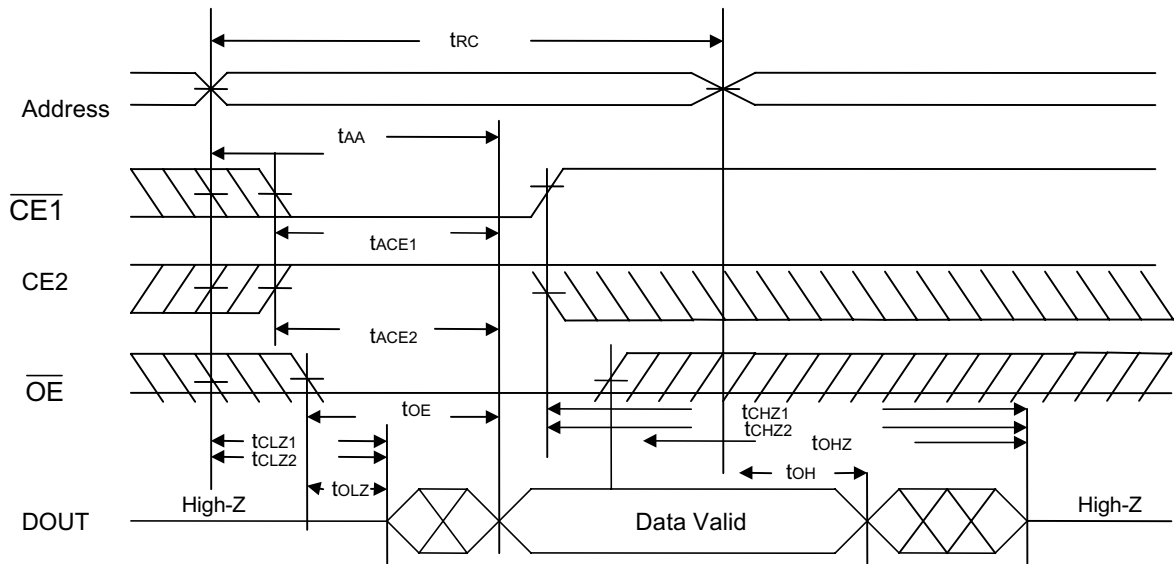 tRC
Address
tAA
CE1
tACE1
CE2
tACE2
OE
tOE
tCHZ1
tCHZ2
tCLZ1
tCLZ2
tOHZ
tOLZ
tOH
High-Z
High-Z
DOUT
Data Valid